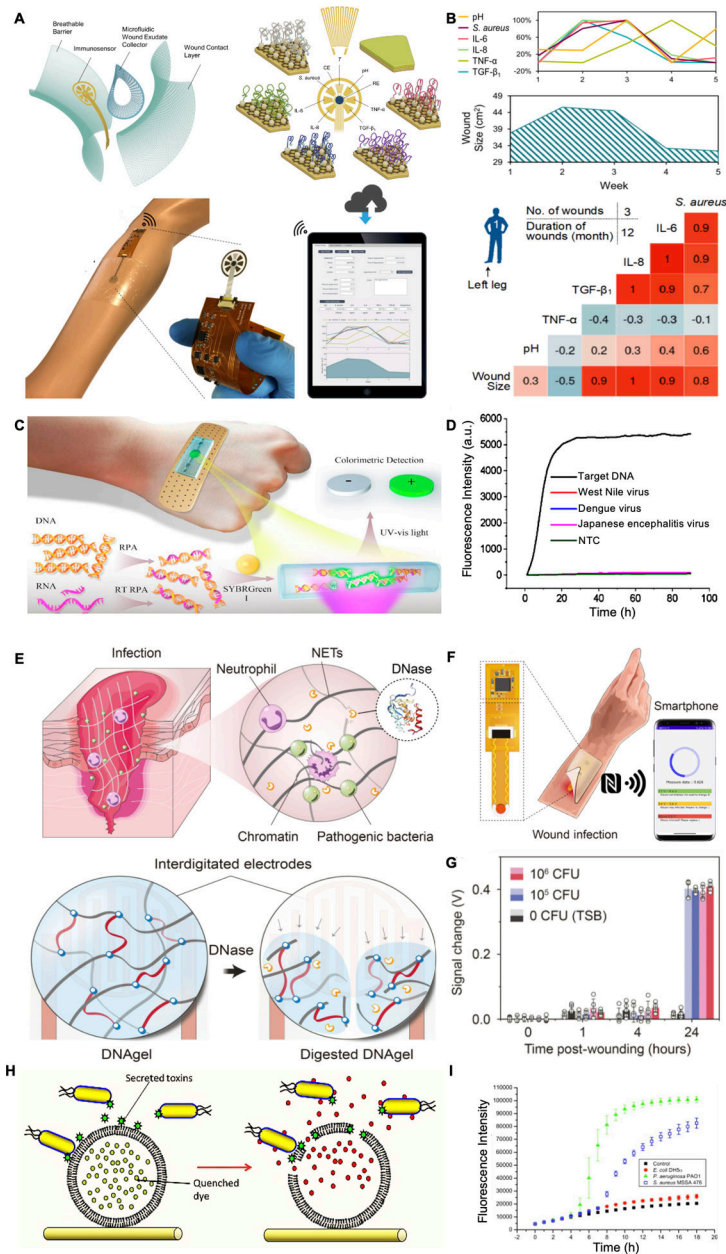 A
Breathable
Barrier
Immunosensor
Microfluidic
Wound Exudate
Collector
Wound Contact
Layer
T
CE
pH
S. aureus
RE
IL-6
TNF-α
IL-8
TGF-β₁
B
pH
S. aureus
IL-6
IL-8
TNF-α
TGF-β₁
100%
70%
40%
10%
-20%
1 2 3 4 5
Wound
Size (cm²)
49
44
39
34
29
1 2 3 4 5
Week
S. aureus
No. of wounds 3
Duration of
wounds (month) 12
1
Left leg
IL-6 0.9
IL-8 1 0.9
TGF-β₁ 1 0.9 0.7
TNF-α -0.4 -0.3 -0.3 -0.1
pH -0.2 0.2 0.3 0.4 0.6
Wound
Size
0.3 -0.5 0.9 1 0.9 0.8
C
Colorimetric Detection
- +
UV-vis light
DNA
RPA
RNA
RT RPA
SYBRGreen
I
D
Fluorescence Intensity (a.u.)
6000
5000
4000
3000
2000
1000
0
Target DNA
West Nile virus
Dengue virus
Japanese encephalitis virus
NTC
0 20 40 60 80 100
Time (h)
E
Infection
NETs
Neutrophil
DNase
Chromatin
Pathogenic bacteria
Interdigitated electrodes
DNase
DNAgel
Digested DNAgel
F
Smartphone
Wound infection
G
Signal change (V)
0.4
0.2
0.0
10⁶ CFU
10⁵ CFU
0 CFU (TSB)
0 1 4 24
Time post-wounding (hours)
H
Secreted toxins
Quenched
dye
I
Fluorescence Intensity
110000
100000
90000
80000
70000
60000
50000
40000
30000
20000
10000
0
Control
E. coli DH5α
P. aeruginosa PAO1
S. aureus MSSA 476
-2 0 2 4 6 8 10 12 14 16 18 20
Time (h)